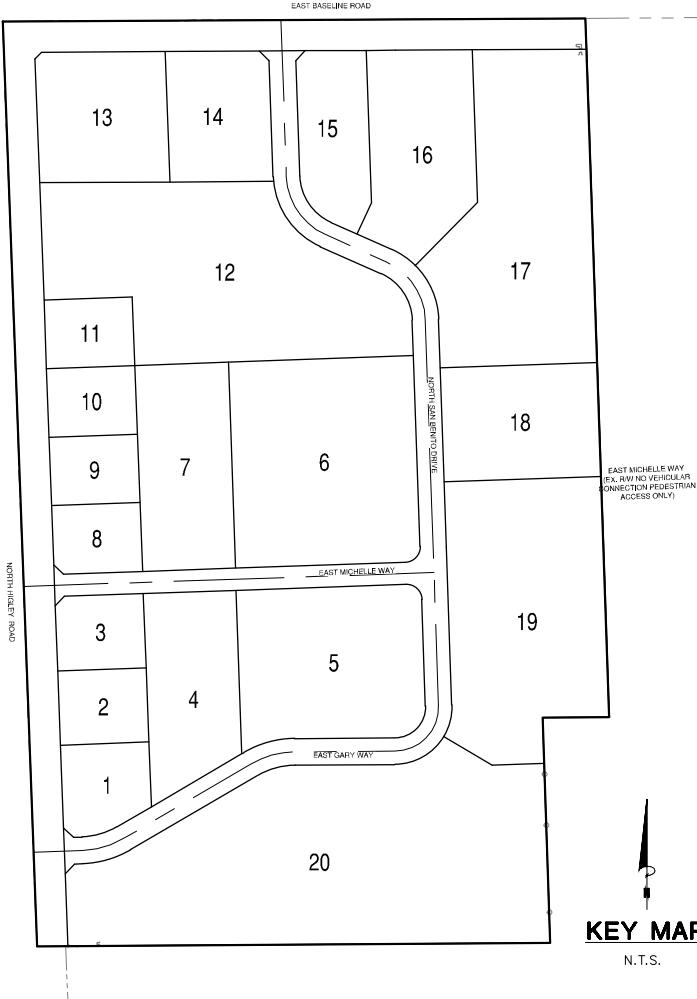 EAST BASELINE ROAD
13
14
15
16
12
17
11
10
9
8
7
6
18
NORTH SAN BENITO DRIVE
EAST MICHELLE WAY
(EX. R/W NO VEHICULAR
CONNECTION PEDESTRIAN
ACCESS ONLY)
NORTH HIGLEY ROAD
EAST MICHELLE WAY
3
2
1
4
5
19
EAST GARY WAY
20
KEY MAP
N.T.S.